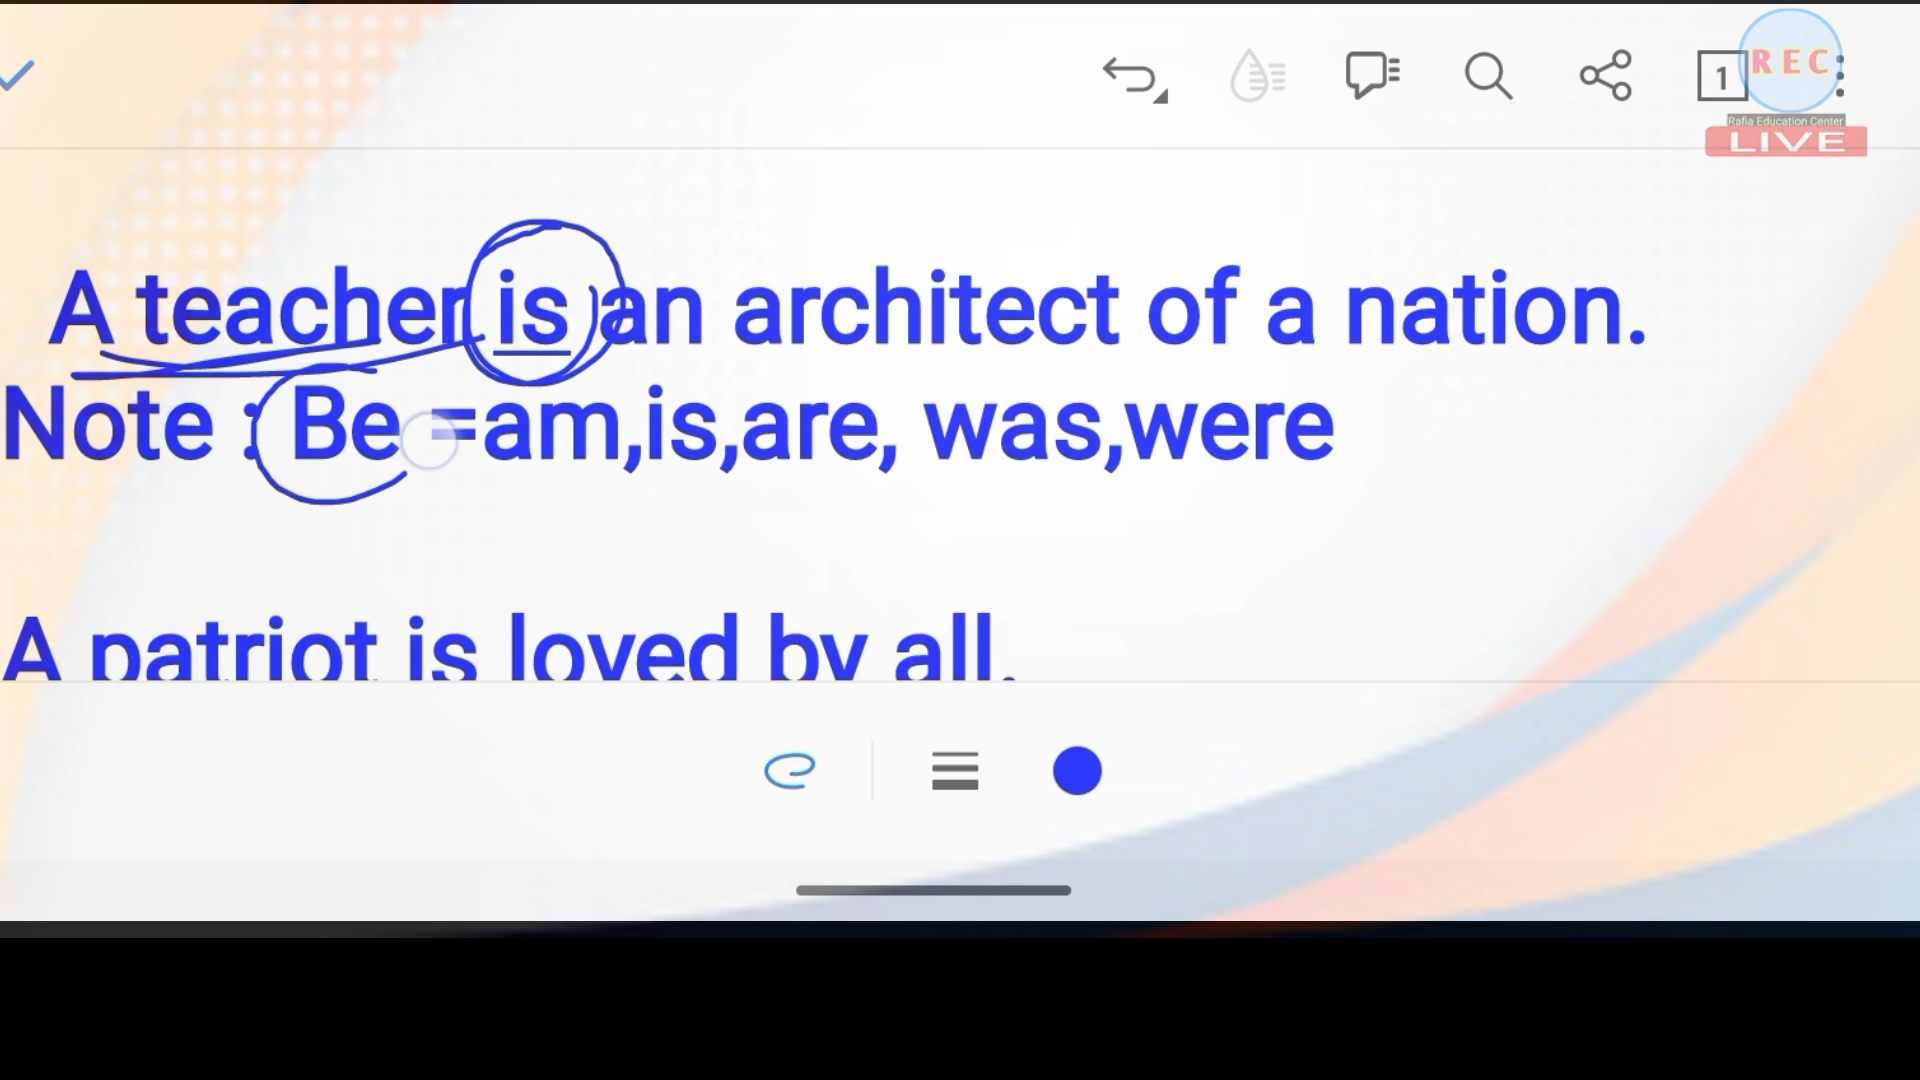 1
REC
Rafia Education Center
LIVE
A teacher is an architect of a nation.
Note : Be =am,is,are, was,were
A patriot is loved by all.